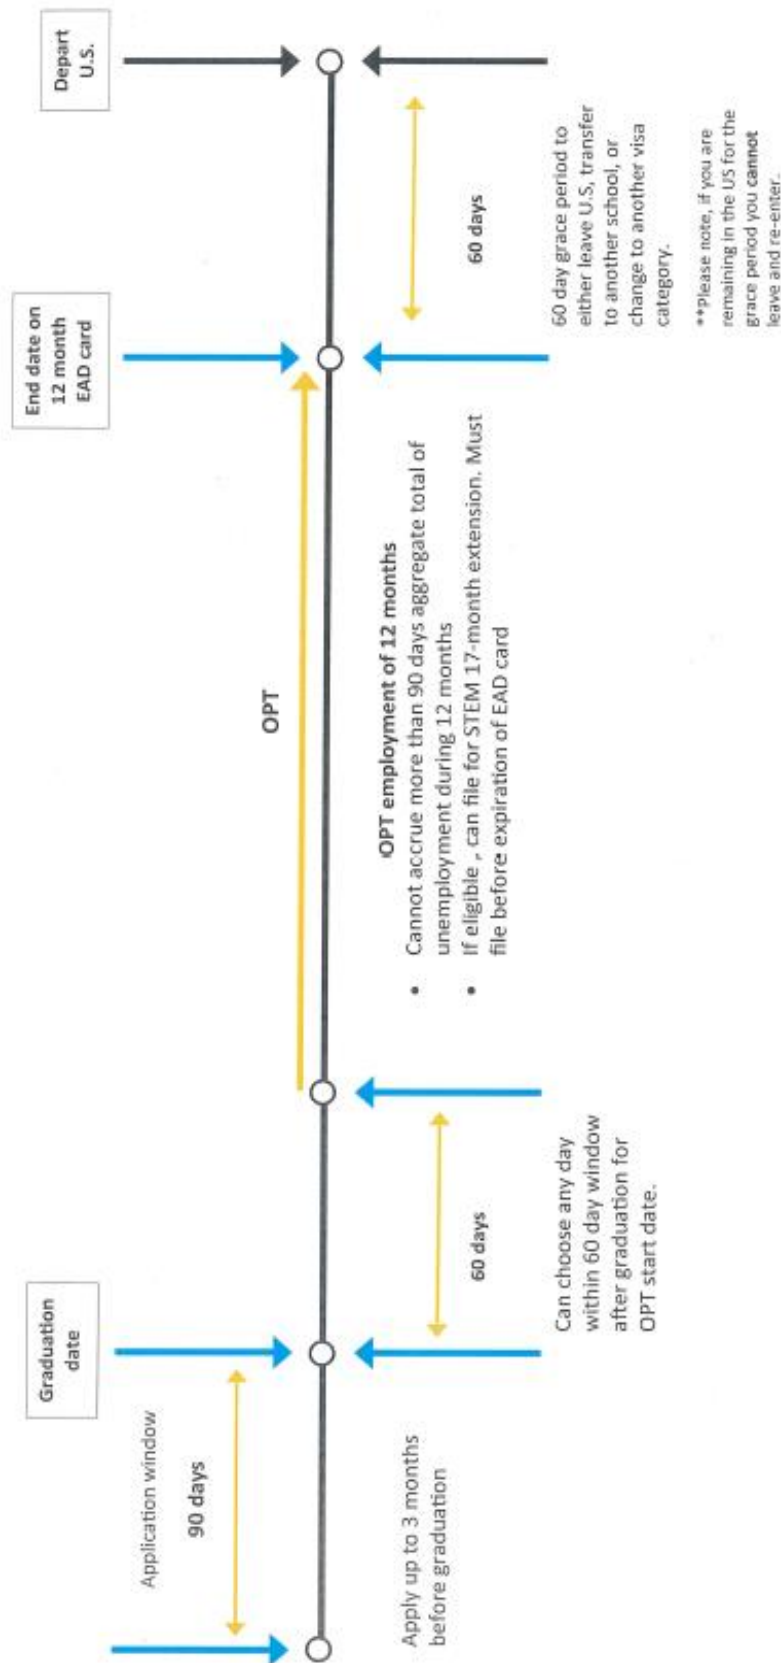 Application window
90 days
Apply up to 3 months
before graduation
Graduation
date
60 days
Can choose any day
within 60 day window
after graduation for
OPT start date.
OPT
OPT employment of 12 months
• Cannot accrue more than 90 days aggregate total of
unemployment during 12 months
• If eligible , can file for STEM 17-month extension. Must
file before expiration of EAD card
End date on
12 month
EAD card
60 days
60 day grace period to
either leave U.S, transfer
to another school, or
change to another visa
category.
**Please note, if you are
remaining in the US for the
grace period you cannot
leave and re-enter.
Depart
U.S.